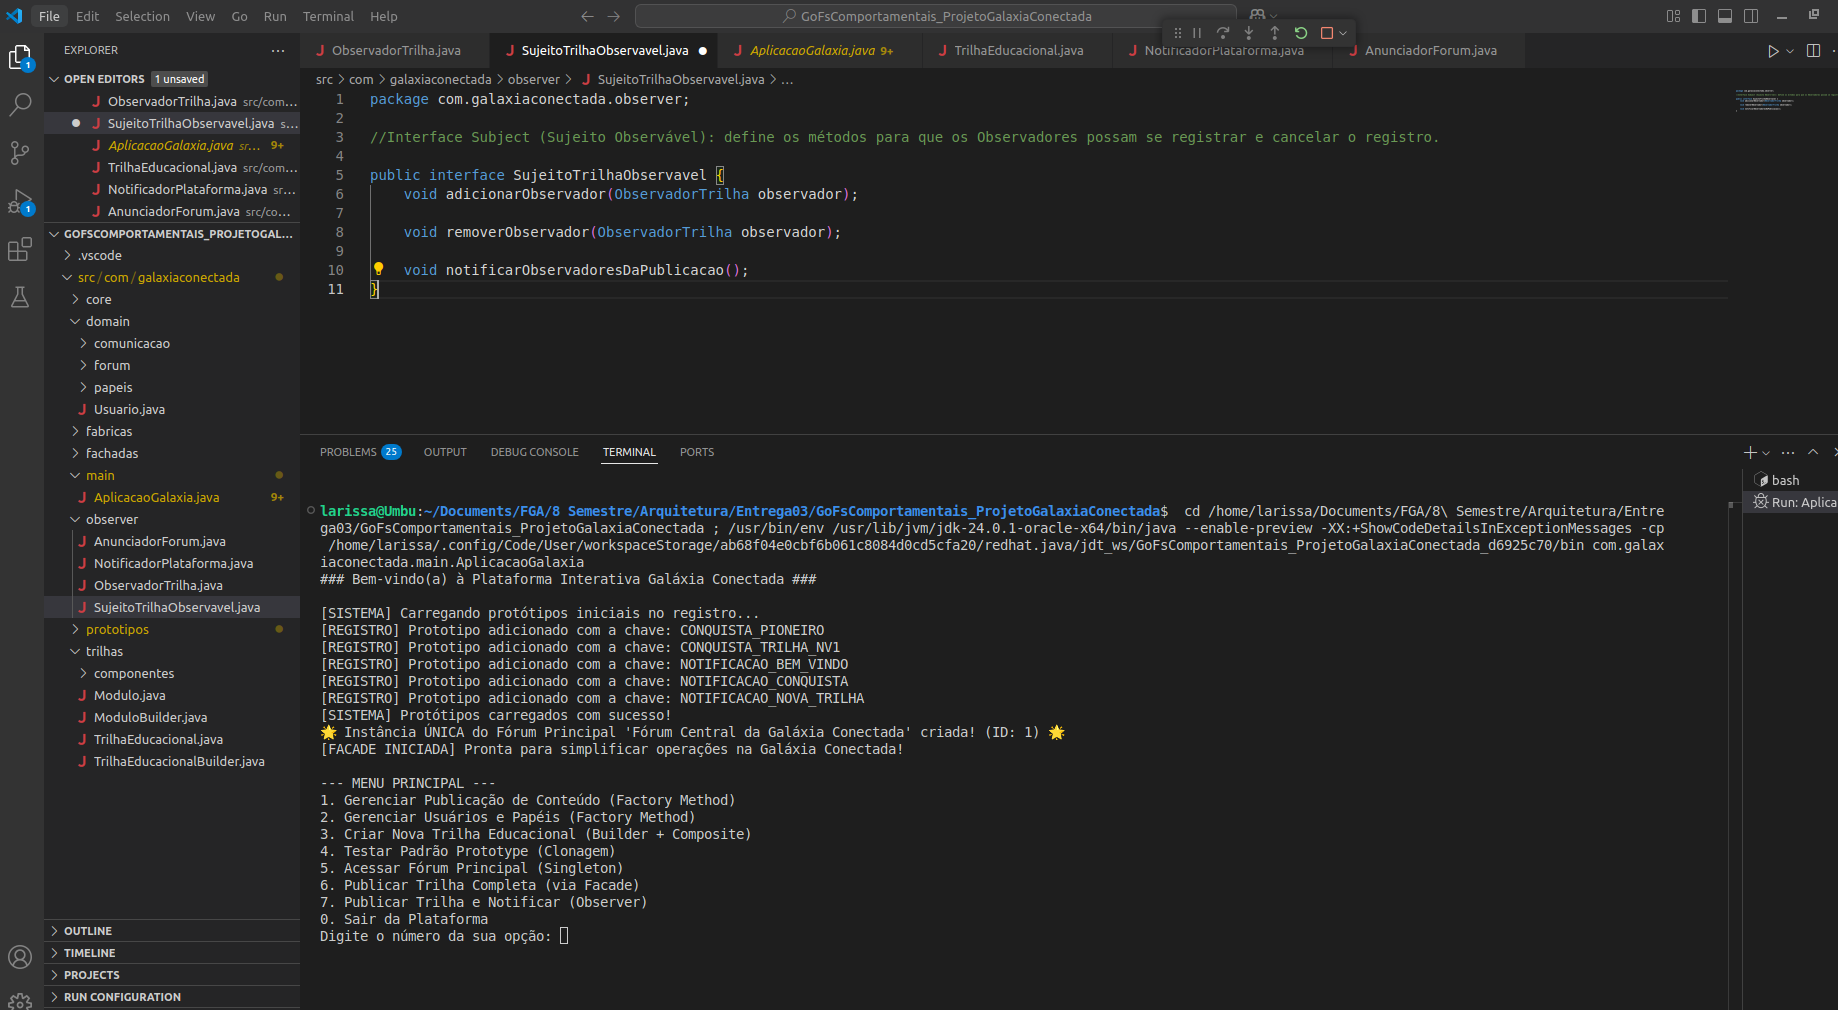 File Edit Selection View Go Run Terminal Help
GoFsComportamentais_ProjetoGalaxiaConectada
EXPLORER
OPEN EDITORS 1 unsaved
ObservadorTrilha.java src/com...
SujeitoTrilhaObservavel.java s...
AplicacaoGalaxia.java sr... 9+
TrilhaEducacional.java src/com...
NotificadorPlataforma.java sr...
AnunciadorForum.java src/co...
GOFSCOMPORTAMENTAIS_PROJETOGAL...
.vscode
src/com/galaxiaconectada
core
domain
comunicacao
forum
papeis
Usuario.java
fabricas
fachadas
main
AplicacaoGalaxia.java 9+
observer
AnunciadorForum.java
NotificadorPlataforma.java
ObservadorTrilha.java
SujeitoTrilhaObservavel.java
prototipos
trilhas
componentes
Modulo.java
ModuloBuilder.java
TrilhaEducacional.java
TrilhaEducacionalBuilder.java
OUTLINE
TIMELINE
PROJECTS
RUN CONFIGURATION
1
1
ObservadorTrilha.java SujeitoTrilhaObservavel.java AplicacaoGalaxia.java 9+ TrilhaEducacional.java NotificadorPlataforma.java AnunciadorForum.java
src > com > galaxiaconectada > observer > SujeitoTrilhaObservavel.java > ...
1 package com.galaxiaconectada.observer;
2
3 //Interface Subject (Sujeito Observável): define os métodos para que os Observadores possam se registrar e cancelar o registro.
4
5 public interface SujeitoTrilhaObservavel {
6 void adicionarObservador(ObservadorTrilha observador);
7
8 void removerObservador(ObservadorTrilha observador);
9
10 void notificarObservadoresDaPublicacao();
11 }
PROBLEMS 25 OUTPUT DEBUG CONSOLE TERMINAL PORTS
bash
Run: Aplica
larissa@Umbu:~/Documents/FGA/8 Semestre/Arquitetura/Entrega03/GoFsComportamentais_ProjetoGalaxiaConectada$ cd /home/larissa/Documents/FGA/8\ Semestre/Arquitetura/Entre
ga03/GoFsComportamentais_ProjetoGalaxiaConectada ; /usr/bin/env /usr/lib/jvm/jdk-24.0.1-oracle-x64/bin/java --enable-preview -XX:+ShowCodeDetailsInExceptionMessages -cp
/home/larissa/.config/Code/User/workspaceStorage/ab68f04e0cbf6b061c8084d0cd5cfa20/redhat.java/jdt_ws/GoFsComportamentais_ProjetoGalaxiaConectada_d6925c70/bin com.galax
iaconectada.main.AplicacaoGalaxia
### Bem-vindo(a) à Plataforma Interativa Galáxia Conectada ###
[SISTEMA] Carregando protótipos iniciais no registro...
[REGISTRO] Prototipo adicionado com a chave: CONQUISTA_PIONEIRO
[REGISTRO] Prototipo adicionado com a chave: CONQUISTA_TRILHA_NV1
[REGISTRO] Prototipo adicionado com a chave: NOTIFICACAO_BEM_VINDO
[REGISTRO] Prototipo adicionado com a chave: NOTIFICACAO_CONQUISTA
[REGISTRO] Prototipo adicionado com a chave: NOTIFICACAO_NOVA_TRILHA
[SISTEMA] Protótipos carregados com sucesso!
🌟 Instância ÚNICA do Fórum Principal 'Fórum Central da Galáxia Conectada' criada! (ID: 1) 🌟
[FACADE INICIADA] Pronta para simplificar operações na Galáxia Conectada!
--- MENU PRINCIPAL ---
1. Gerenciar Publicação de Conteúdo (Factory Method)
2. Gerenciar Usuários e Papéis (Factory Method)
3. Criar Nova Trilha Educacional (Builder + Composite)
4. Testar Padrão Prototype (Clonagem)
5. Acessar Fórum Principal (Singleton)
6. Publicar Trilha Completa (via Facade)
7. Publicar Trilha e Notificar (Observer)
0. Sair da Plataforma
Digite o número da sua opção: